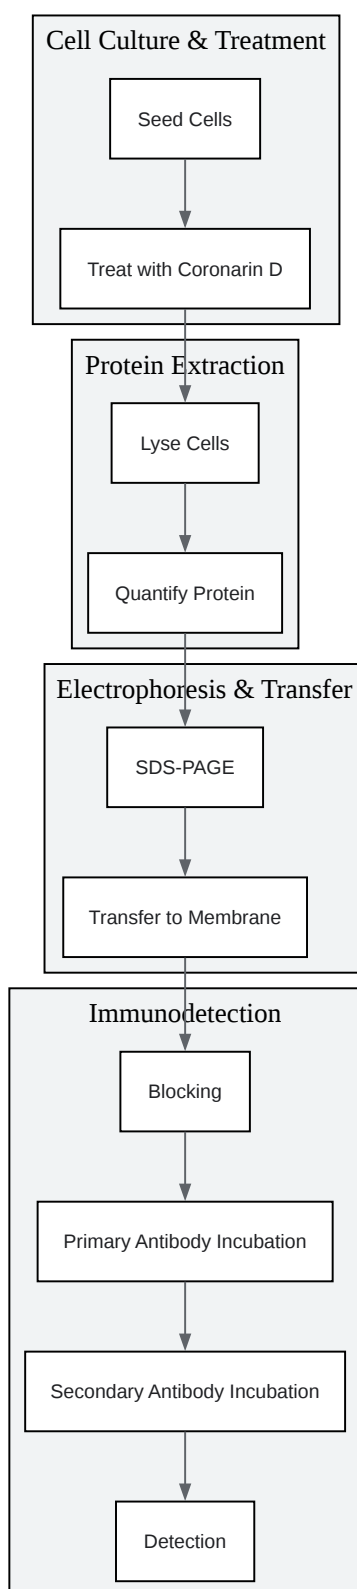 Cell Culture & Treatment
Seed Cells
Treat with Coronarin D
Protein Extraction
Lyse Cells
Quantify Protein
Electrophoresis & Transfer
SDS-PAGE
Transfer to Membrane
Immunodetection
Blocking
Primary Antibody Incubation
Secondary Antibody Incubation
Detection